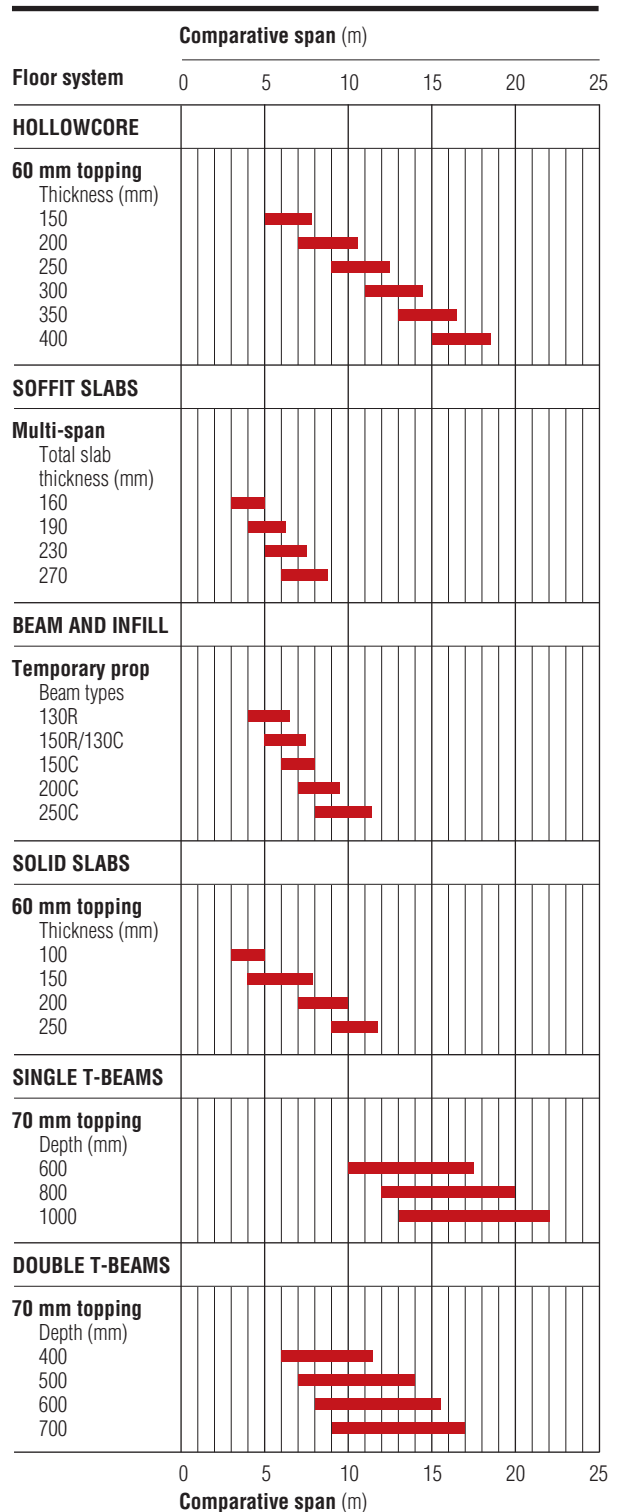 Comparative span (m)
Floor system 0 5 10 15 20 25
HOLLOWCORE
60 mm topping
Thickness (mm)
150
200
250
300
350
400
SOFFIT SLABS
Multi-span
Total slab
thickness (mm)
160
190
230
270
BEAM AND INFILL
Temporary prop
Beam types
130R
150R/130C
150C
200C
250C
SOLID SLABS
60 mm topping
Thickness (mm)
100
150
200
250
SINGLE T-BEAMS
70 mm topping
Depth (mm)
600
800
1000
DOUBLE T-BEAMS
70 mm topping
Depth (mm)
400
500
600
700
0 5 10 15 20 25
Comparative span (m)